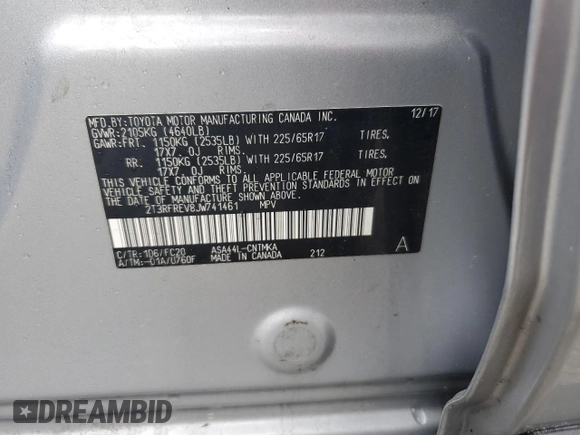 MFD.BY:TOYOTA MOTOR MANUFACTURING CANADA INC. 12/17
GVWR:2105KG (4640LB)
GAWR:FRT. 1150KG (2535LB) WITH 225/65R17 TIRES.
17X7.0J RIMS.
RR. 1150KG (2535LB) WITH 225/65R17 TIRES.
17X7.0J RIMS.
THIS VEHICLE CONFORMS TO ALL APPLICABLE FEDERAL MOTOR
VEHICLE SAFETY AND THEFT PREVENTION STANDARDS IN EFFECT ON
THE DATE OF MANUFACTURE SHOWN ABOVE.
2T3RFREV8JW741461 MPV
C/TR:1D6/FC20 ASA44L-CNTMKA A
A/TM:-01A/U760F MADE IN CANADA 212
DREAMBID